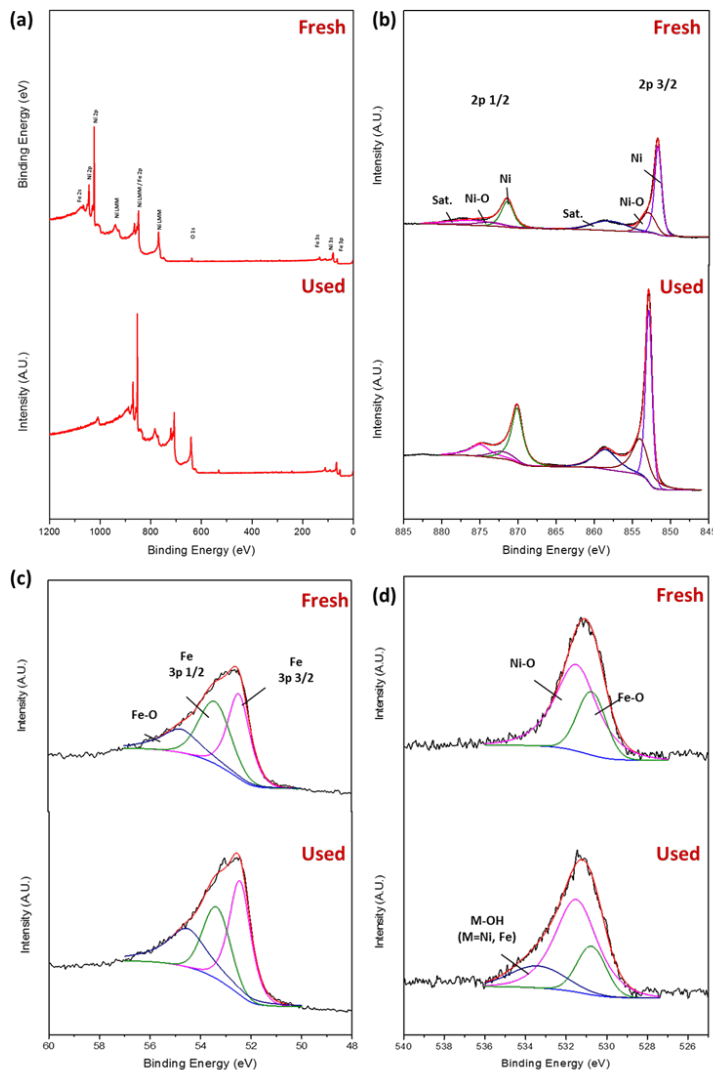 (a)
Fresh
Binding Energy (eV)
Fe 2s
Ni 2p
Ni 2p
Ni LMM
Ni LMM / Fe 2p
Ni LMM
O 1s
Fe 3s
Ni 3s
Fe 3p
Used
Intensity (A.U.)
1200 1000 800 600 400 200 0
Binding Energy (eV)
(b)
Fresh
2p 1/2
2p 3/2
Intensity (A.U.)
Sat.
Ni-O
Ni
Sat.
Ni-O
Ni
Used
Intensity (A.U.)
885 880 875 870 865 860 855 850 845
Binding Energy (eV)
(c)
Fresh
Intensity (A.U.)
Fe-O
Fe
3p 1/2
Fe
3p 3/2
Used
Intensity (A.U.)
60 58 56 54 52 50 48
Binding Energy (eV)
(d)
Fresh
Intensity (A.U.)
Ni-O
Fe-O
Used
Intensity (A.U.)
M-OH
(M=Ni, Fe)
540 538 536 534 532 530 528 526
Binding Energy (eV)